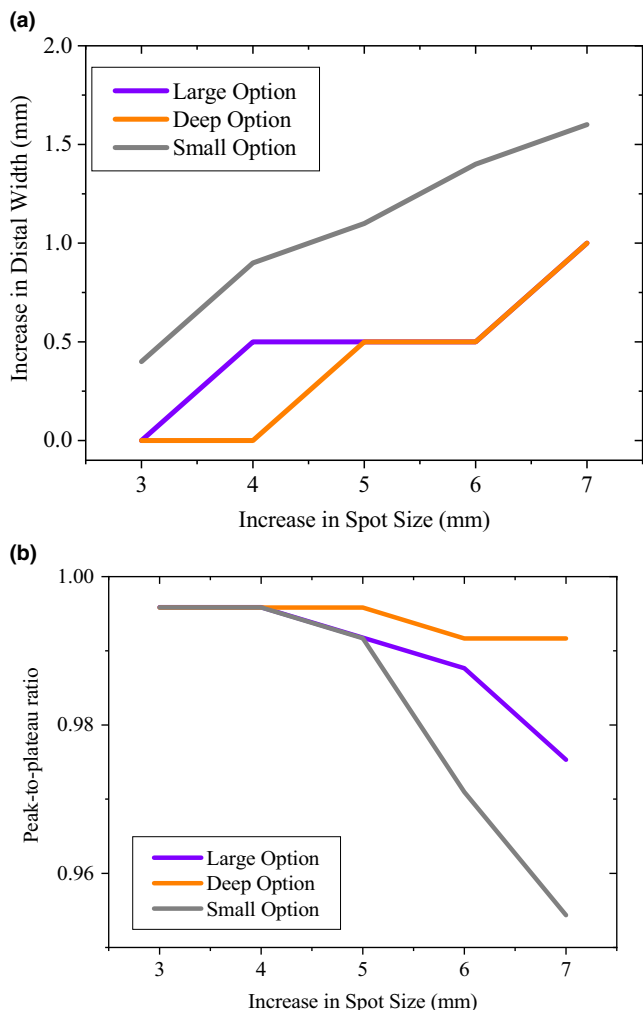 (a)
2.0
1.5
1.0
0.5
0.0
Increase in Distal Width (mm)
Large Option
Deep Option
Small Option
3 4 5 6 7
Increase in Spot Size (mm)
(b)
1.00
0.98
0.96
Peak-to-plateau ratio
Large Option
Deep Option
Small Option
3 4 5 6 7
Increase in Spot Size (mm)